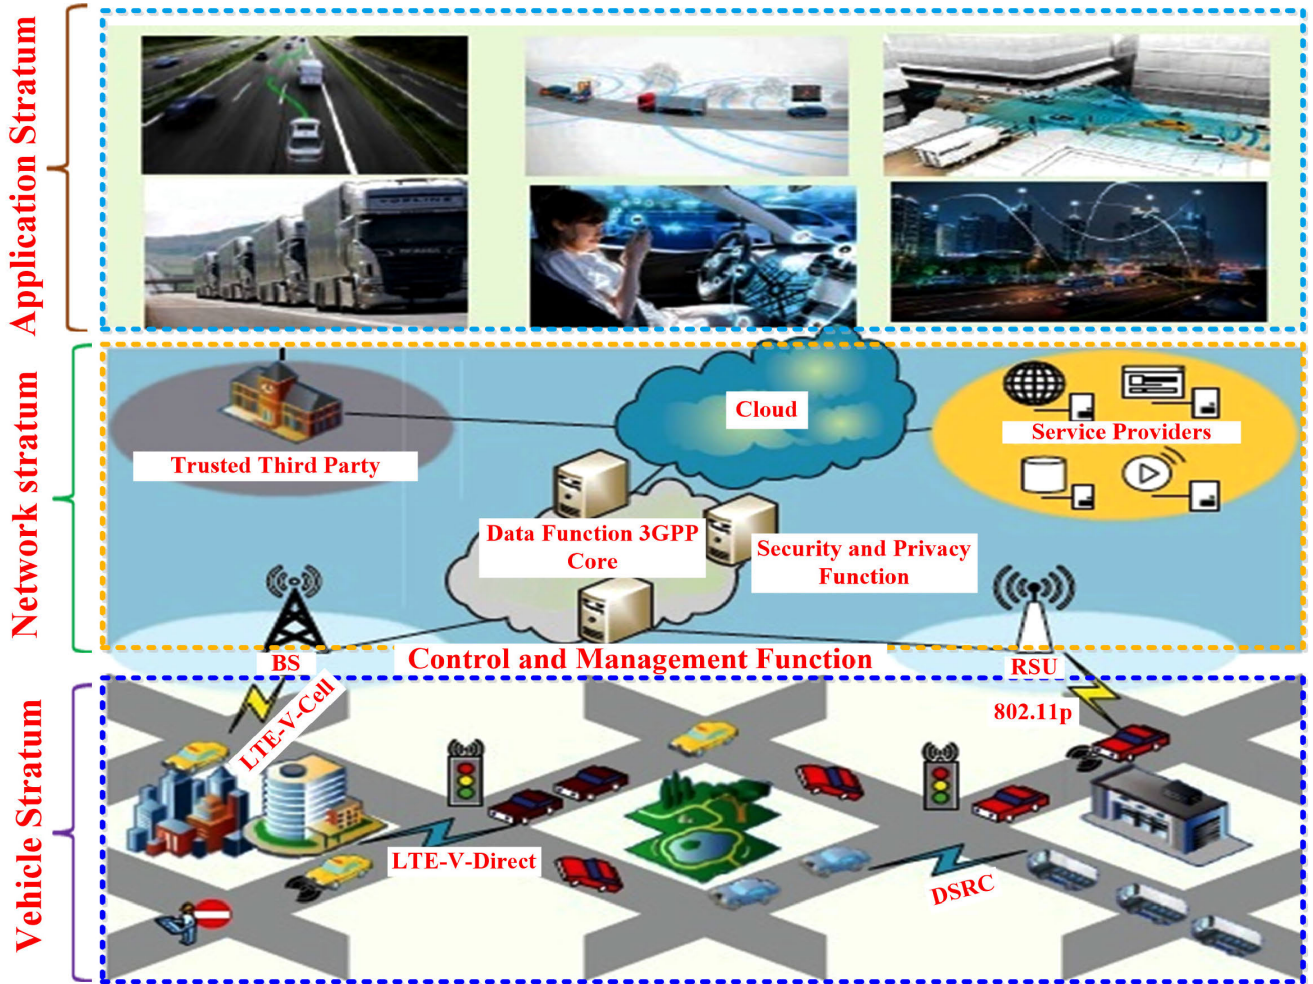 Application Stratum
Network stratum
Vehicle Stratum
Cloud
Service Providers
Trusted Third Party
Data Function 3GPP
Core
Security and Privacy
Function
BS
Control and Management Function
RSU
LTE-V-Cell
802.11p
LTE-V-Direct
DSRC